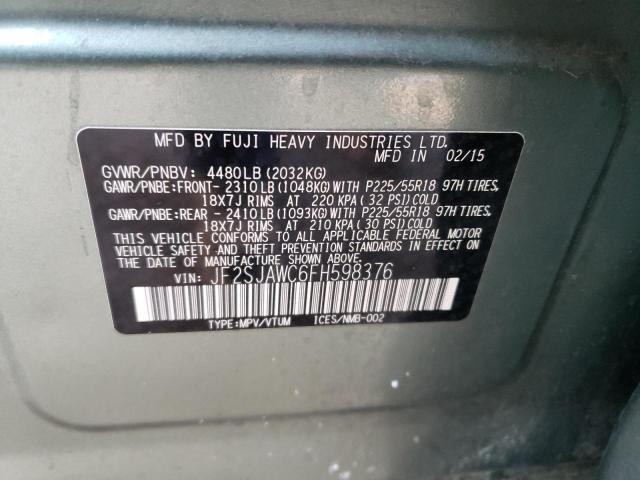 MFD BY FUJI HEAVY INDUSTRIES LTD.
MFD IN 02/15
GVWR/PNBV: 4480LB(2032KG)
GAWR/PNBE:FRONT- 2310LB(1048KG)WITH P225/55R18 97H TIRES,
18X7J RIMS AT 220 KPA( 32 PSI)COLD
GAWR/PNBE:REAR - 2410LB(1093KG)WITH P225/55R18 97H TIRES,
18X7J RIMS AT 210 KPA( 30 PSI)COLD
THIS VEHICLE CONFORMS TO ALL APPLICABLE FEDERAL MOTOR
VEHICLE SAFETY AND THEFT PREVENTION STANDARDS IN EFFECT
ON THE DATE OF MANUFACTURE SHOWN ABOVE.
VIN: JF2SJAWC6FH598376
TYPE:MPV/VTUM ICES/NMB-002